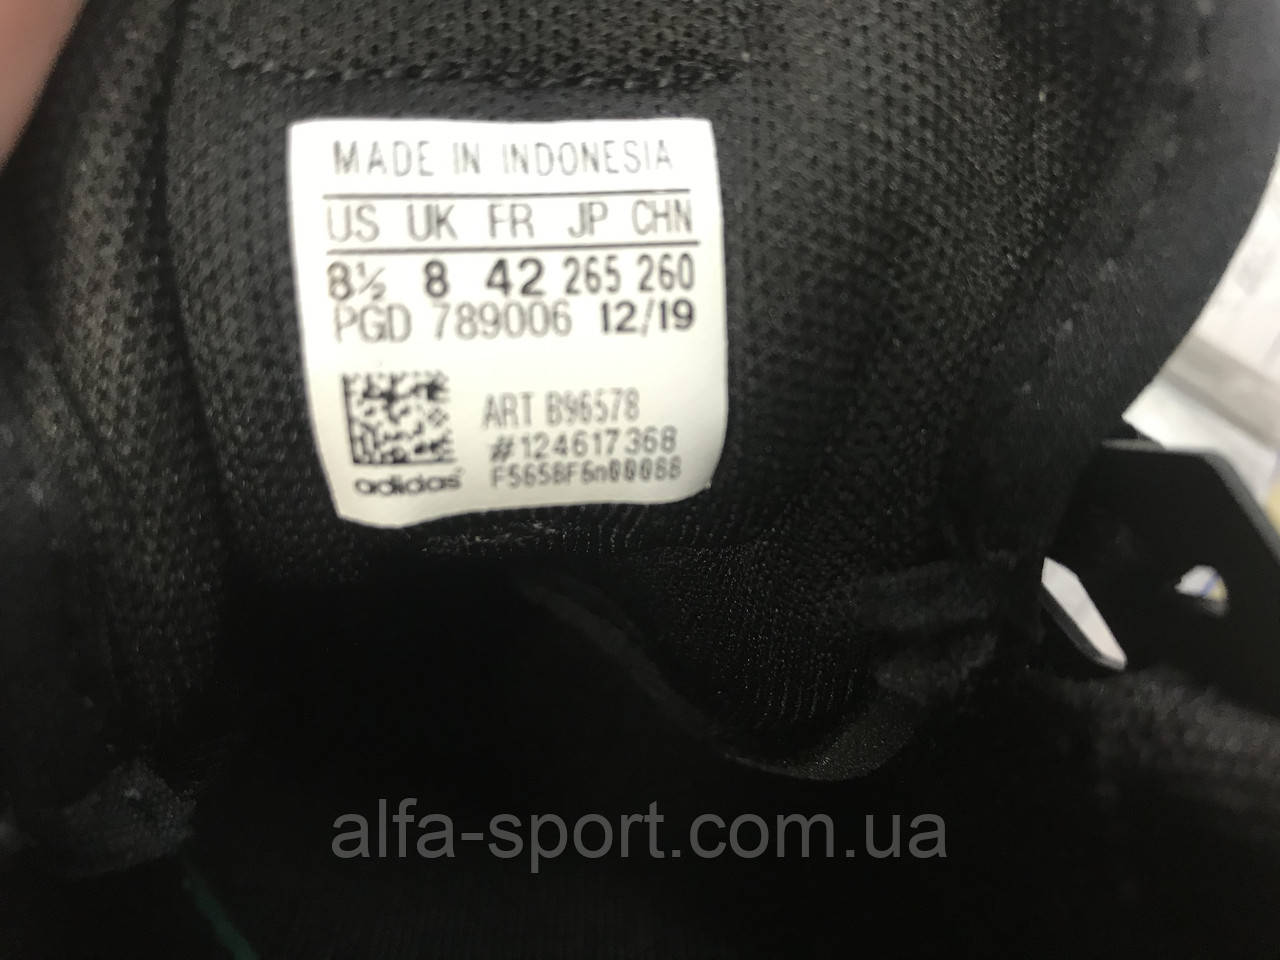 MADE IN INDONESIA
US UK FR JP CHN
8½ 8 42 265 260
PGD 789006 12/19
ART B96578
#124617368
adidas F5658F6n00068
alfa-sport.com.ua